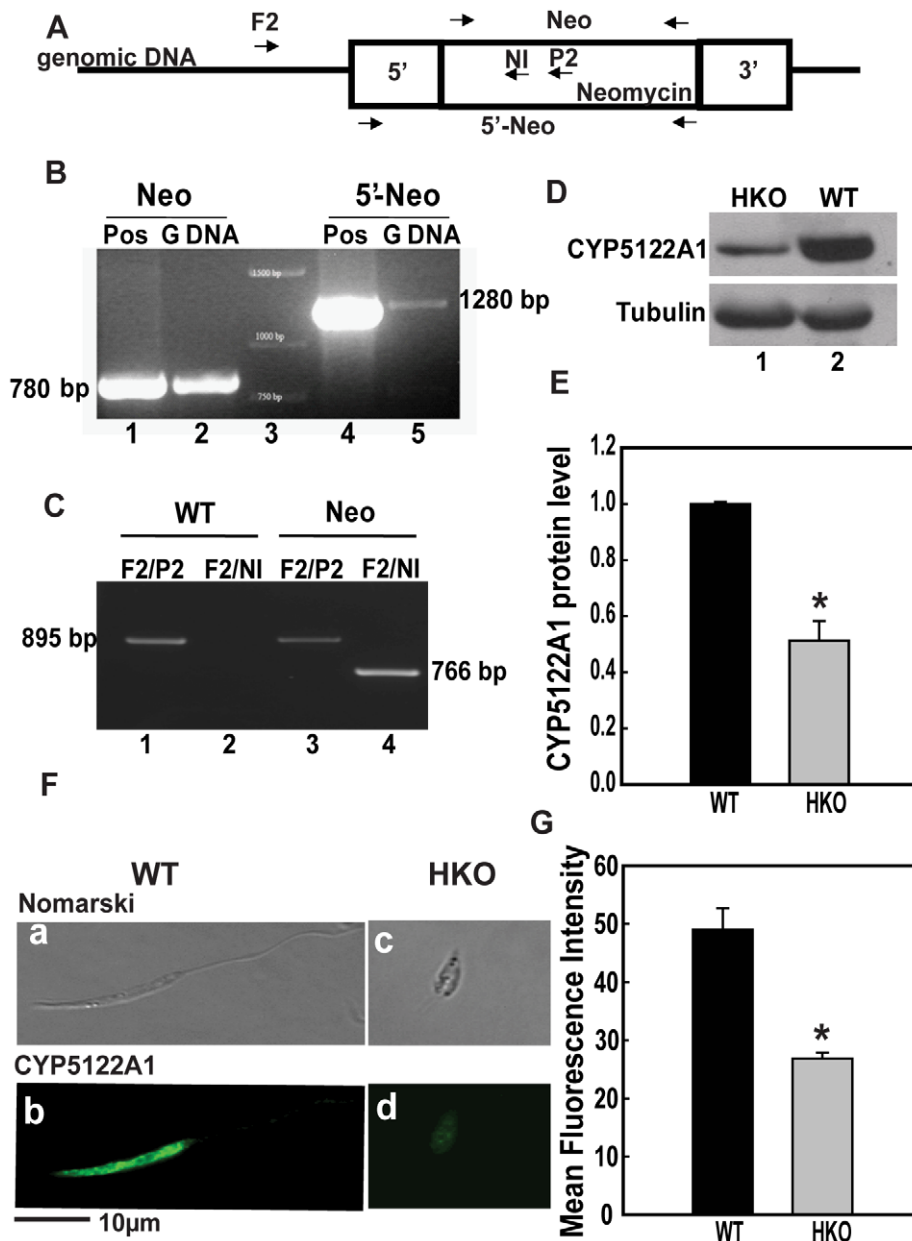 A
F2
Neo
genomic DNA
5'
NI P2
3'
Neomycin
5'-Neo
B
Neo 5'-Neo
Pos G DNA Pos G DNA
1500 bp
1280 bp
1000 bp
780 bp
750 bp
1 2 3 4 5
C
WT Neo
F2/P2 F2/NI F2/P2 F2/NI
895 bp
766 bp
1 2 3 4
D
HKO WT
CYP5122A1
Tubulin
1 2
E
CYP5122A1 protein level
1.2
1.0
0.8
0.6
0.4
0.2
0.0
*
WT HKO
F
WT HKO
Nomarski
a c
CYP5122A1
b d
10µm
G
Mean Fluorescence Intensity
60
50
40
30
20
10
0
*
WT HKO